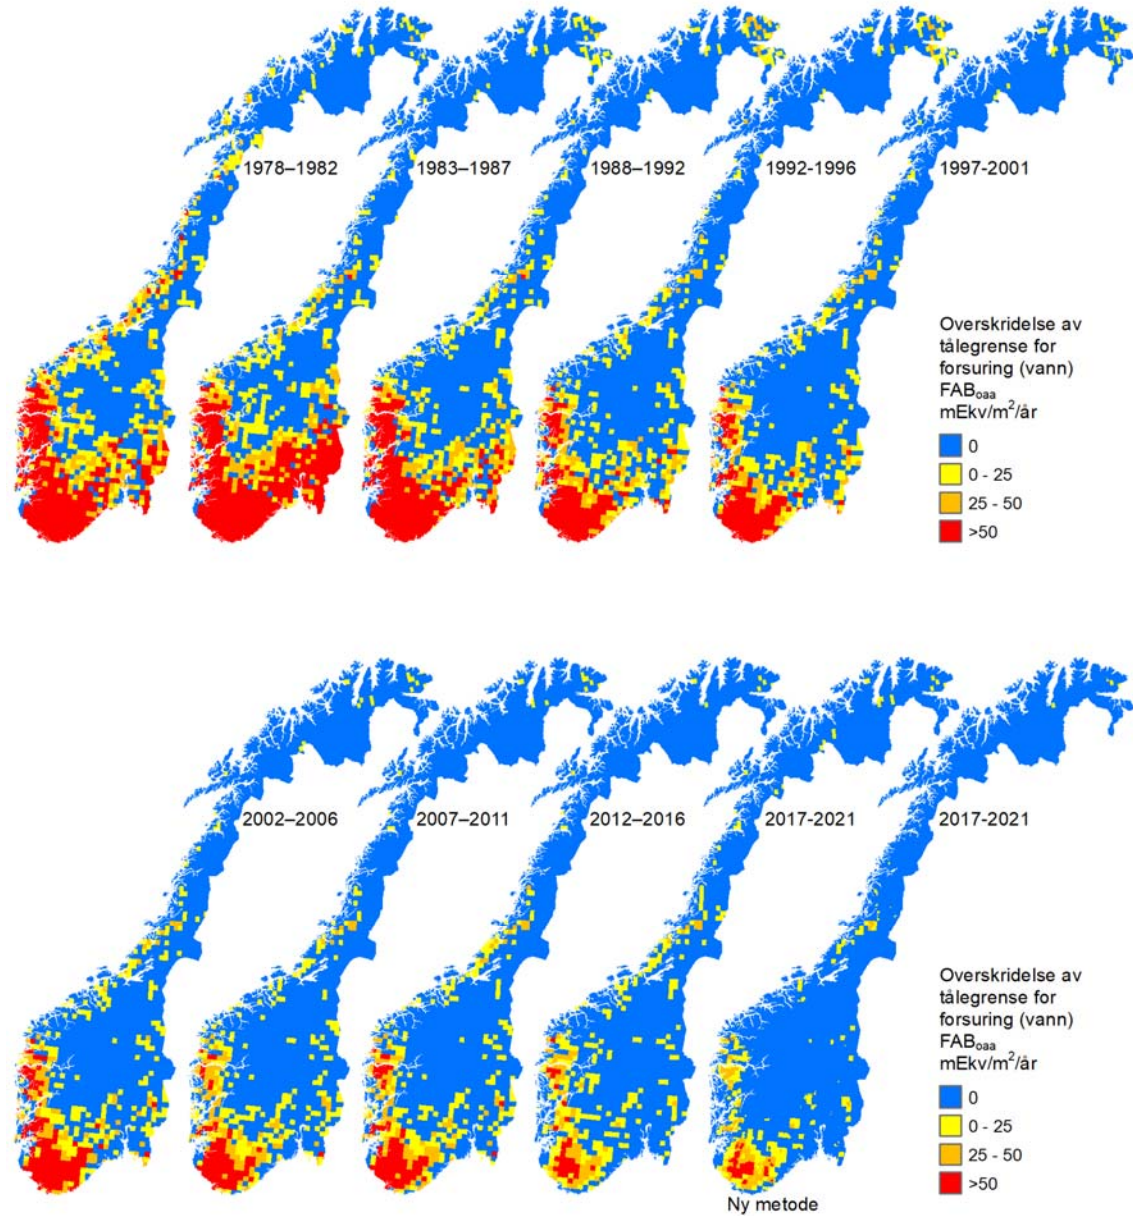 1978–1982
1983–1987
1988–1992
1992-1996
1997-2001
Overskridelse av
tålegrense for
forsuring (vann)
FABoaa
mEkv/m²/år
0
0 - 25
25 - 50
>50
2002–2006
2007–2011
2012–2016
2017-2021
2017-2021
Overskridelse av
tålegrense for
forsuring (vann)
FABoaa
mEkv/m²/år
0
0 - 25
25 - 50
>50
Ny metode